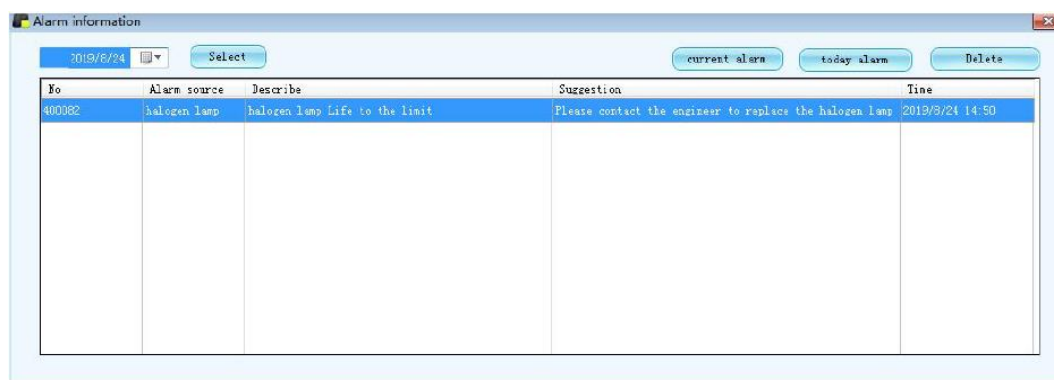 Alarm information
2019/8/24 Select current alarm today alarm Delete
No Alarm source Describe Suggestion Time
400082 halogen lamp halogen lamp Life to the limit Please contact the engineer to replace the halogen lamp 2019/8/24 14:50